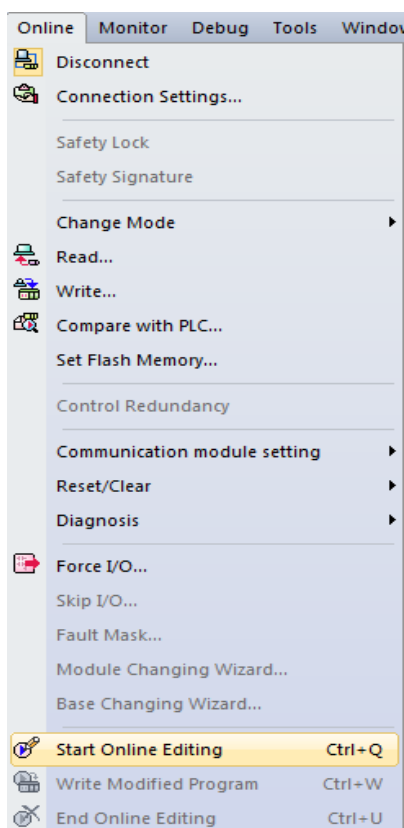 Online Monitor Debug Tools Window
Disconnect
Connection Settings...
Safety Lock
Safety Signature
Change Mode
Read...
Write...
Compare with PLC...
Set Flash Memory...
Control Redundancy
Communication module setting
Reset/Clear
Diagnosis
Force I/O...
Skip I/O...
Fault Mask...
Module Changing Wizard...
Base Changing Wizard...
Start Online Editing Ctrl+Q
Write Modified Program Ctrl+W
End Online Editing Ctrl+U